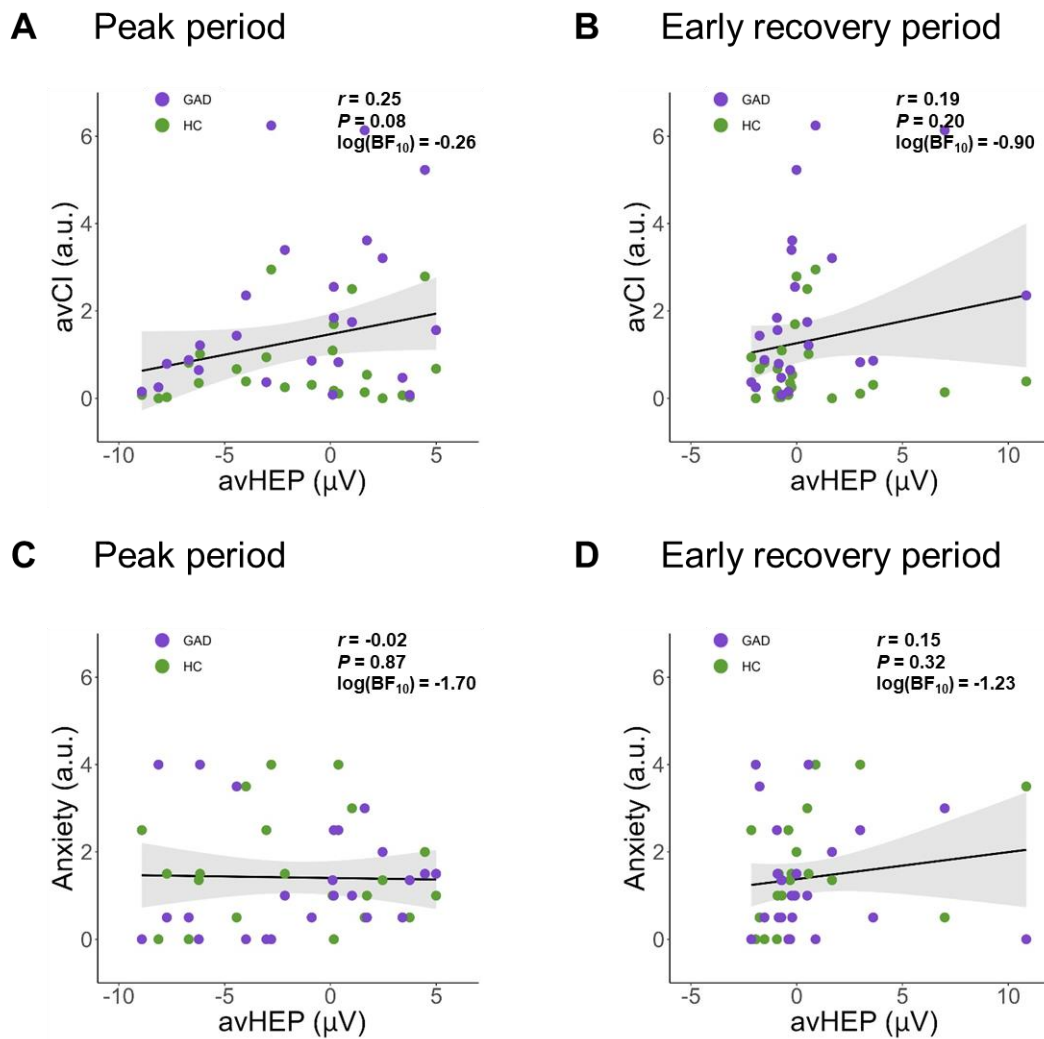 A Peak period
GAD
HC
r = 0.25
P = 0.08
log(BF₁₀) = -0.26
6
4
2
0
avCI (a.u.)
-10 -5 0 5
avHEP (µV)
B Early recovery period
GAD
HC
r = 0.19
P = 0.20
log(BF₁₀) = -0.90
6
4
2
0
avCI (a.u.)
-5 0 5 10
avHEP (µV)
C Peak period
GAD
HC
r = -0.02
P = 0.87
log(BF₁₀) = -1.70
6
4
2
0
Anxiety (a.u.)
-10 -5 0 5
avHEP (µV)
D Early recovery period
GAD
HC
r = 0.15
P = 0.32
log(BF₁₀) = -1.23
6
4
2
0
Anxiety (a.u.)
-5 0 5 10
avHEP (µV)